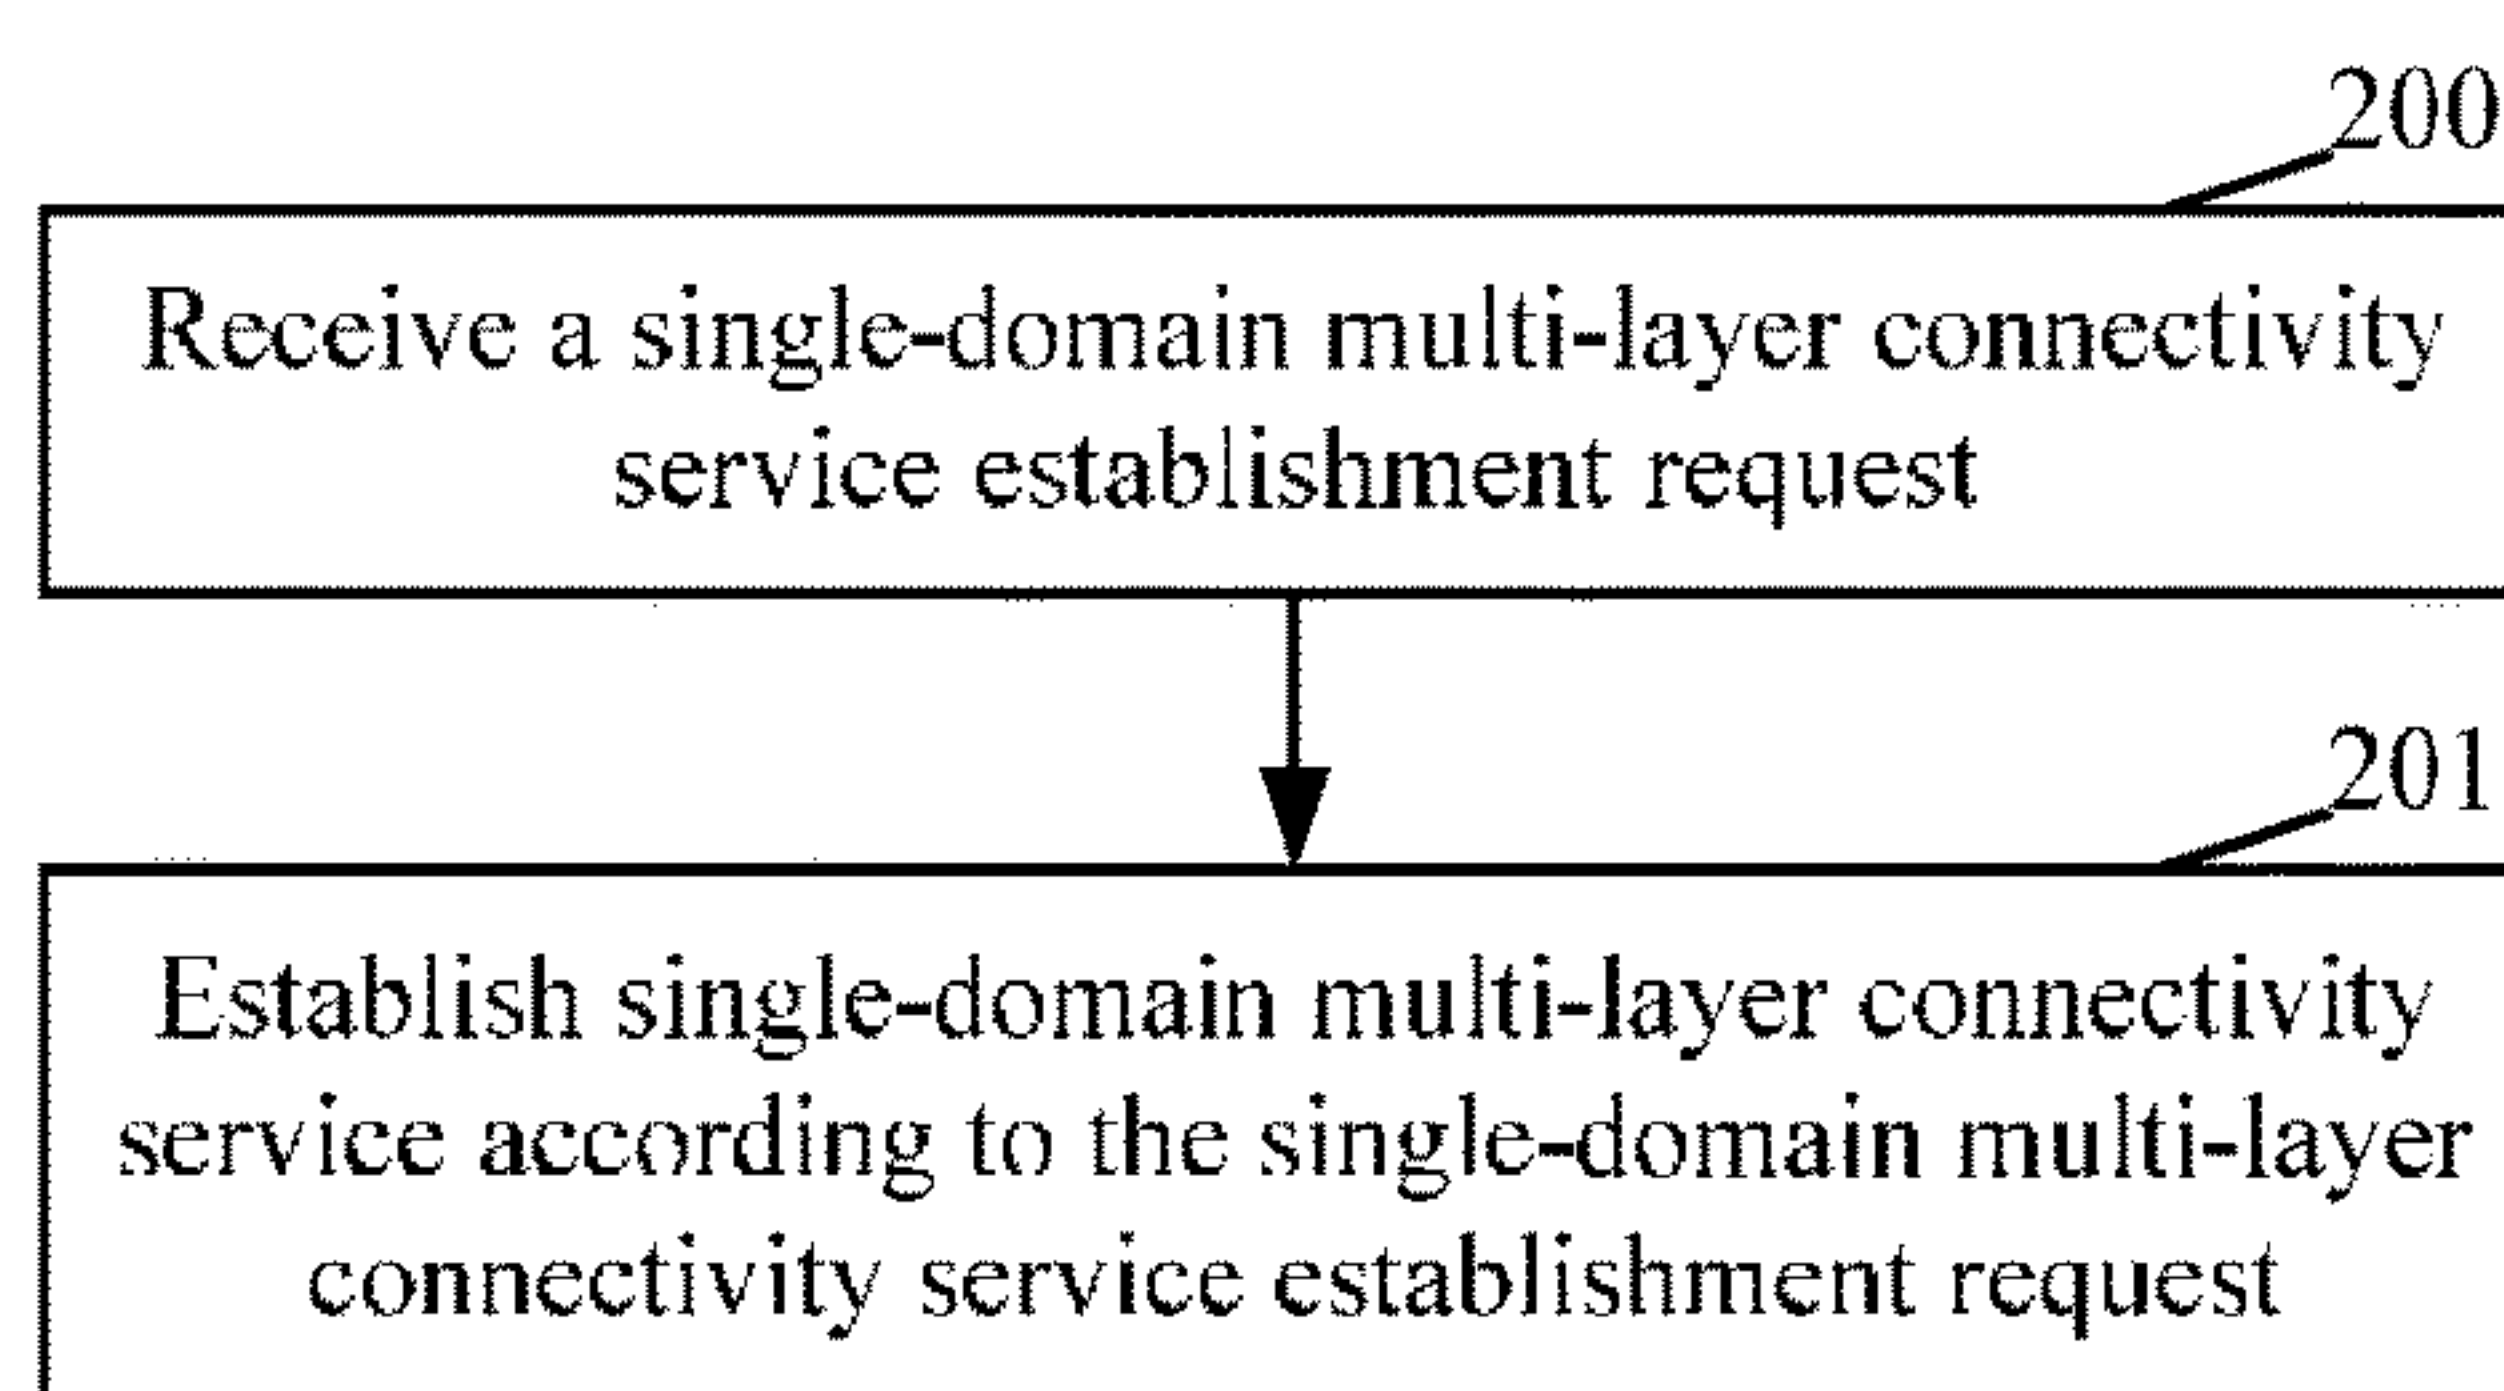 200
Receive a single-domain multi-layer connectivity
service establishment request
201
Establish single-domain multi-layer connectivity
service according to the single-domain multi-layer
connectivity service establishment request